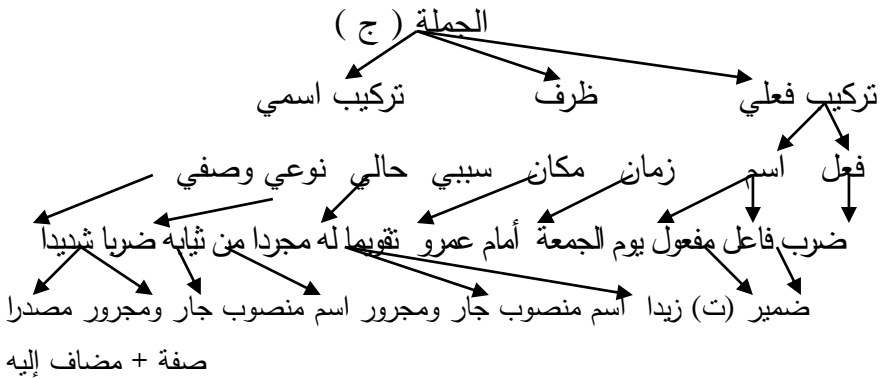 الجملة ( ج )
تركيب فعلي ظرف تركيب اسمي
فعل اسم زمان مكان سببي حالي نوعي وصفي
ضرب فاعل مفعول يوم الجمعة أمام عمرو تقويما له مجردا من ثيابه ضربا شديدا
ضمير (ت) زيدا اسم منصوب جار ومجرور اسم منصوب جار ومجرور مصدرا
صفة + مضاف إليه